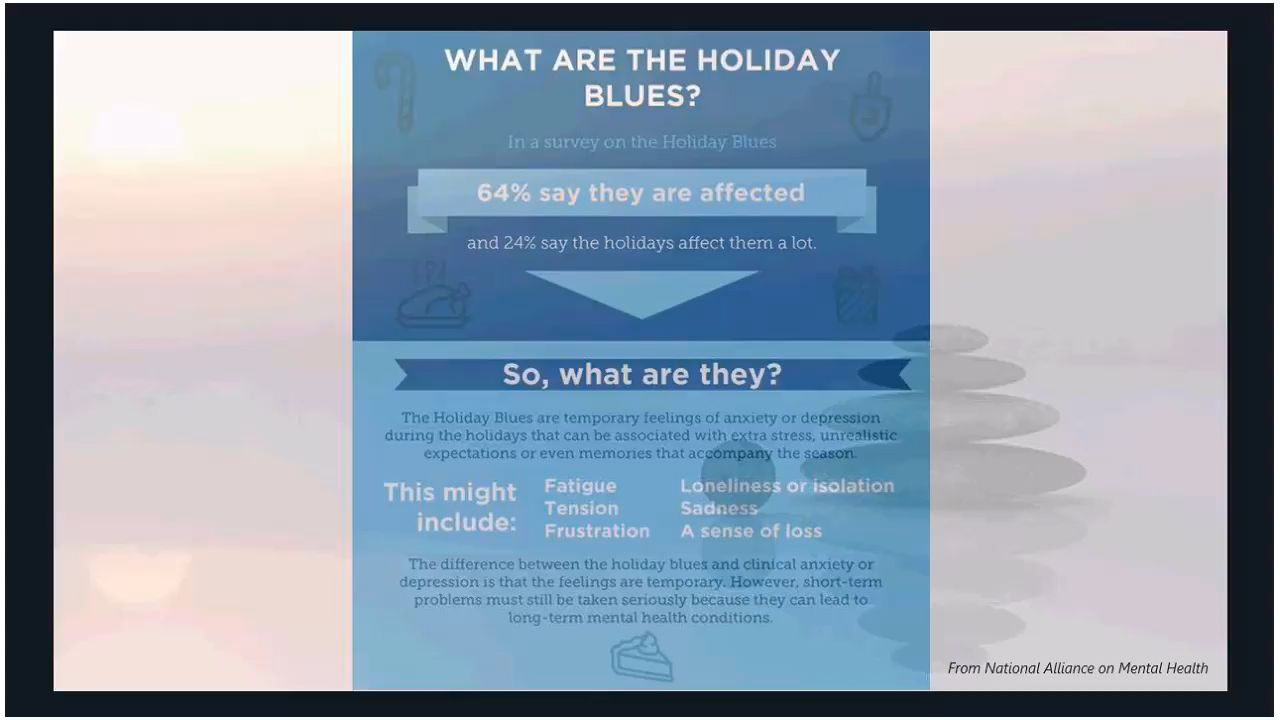 WHAT ARE THE HOLIDAY
BLUES?
In a survey on the Holiday Blues
64% say they are affected
and 24% say the holidays affect them a lot.
So, what are they?
The Holiday Blues are temporary feelings of anxiety or depression
during the holidays that can be associated with extra stress, unrealistic
expectations or even memories that accompany the season.
This might
include:
Fatigue
Tension
Frustration
Loneliness or isolation
Sadness
A sense of loss
The difference between the holiday blues and clinical anxiety or
depression is that the feelings are temporary. However, short-term
problems must still be taken seriously because they can lead to
long-term mental health conditions.
From National Alliance on Mental Health